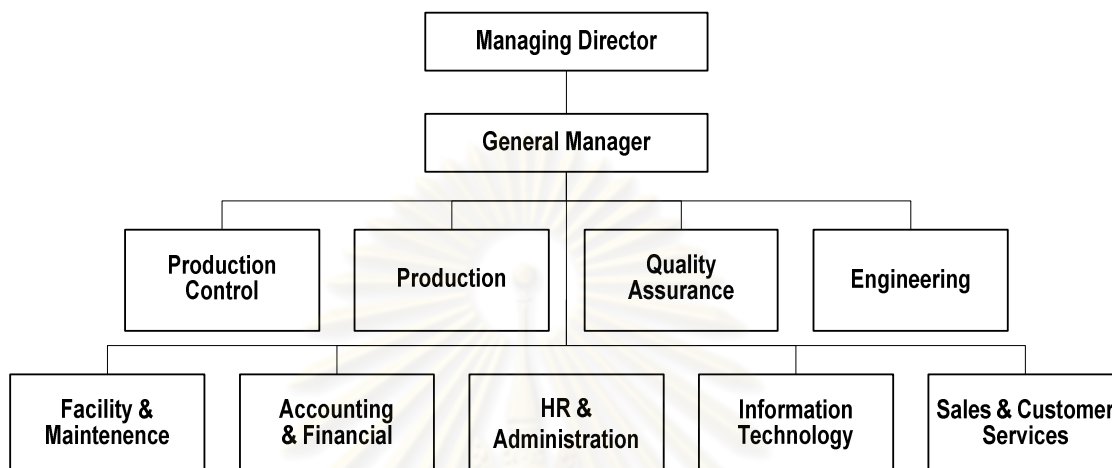 Managing Director
General Manager
Production
Control
Production
Quality
Assurance
Engineering
Facility &
Maintenence
Accounting
& Financial
HR &
Administration
Information
Technology
Sales & Customer
Services